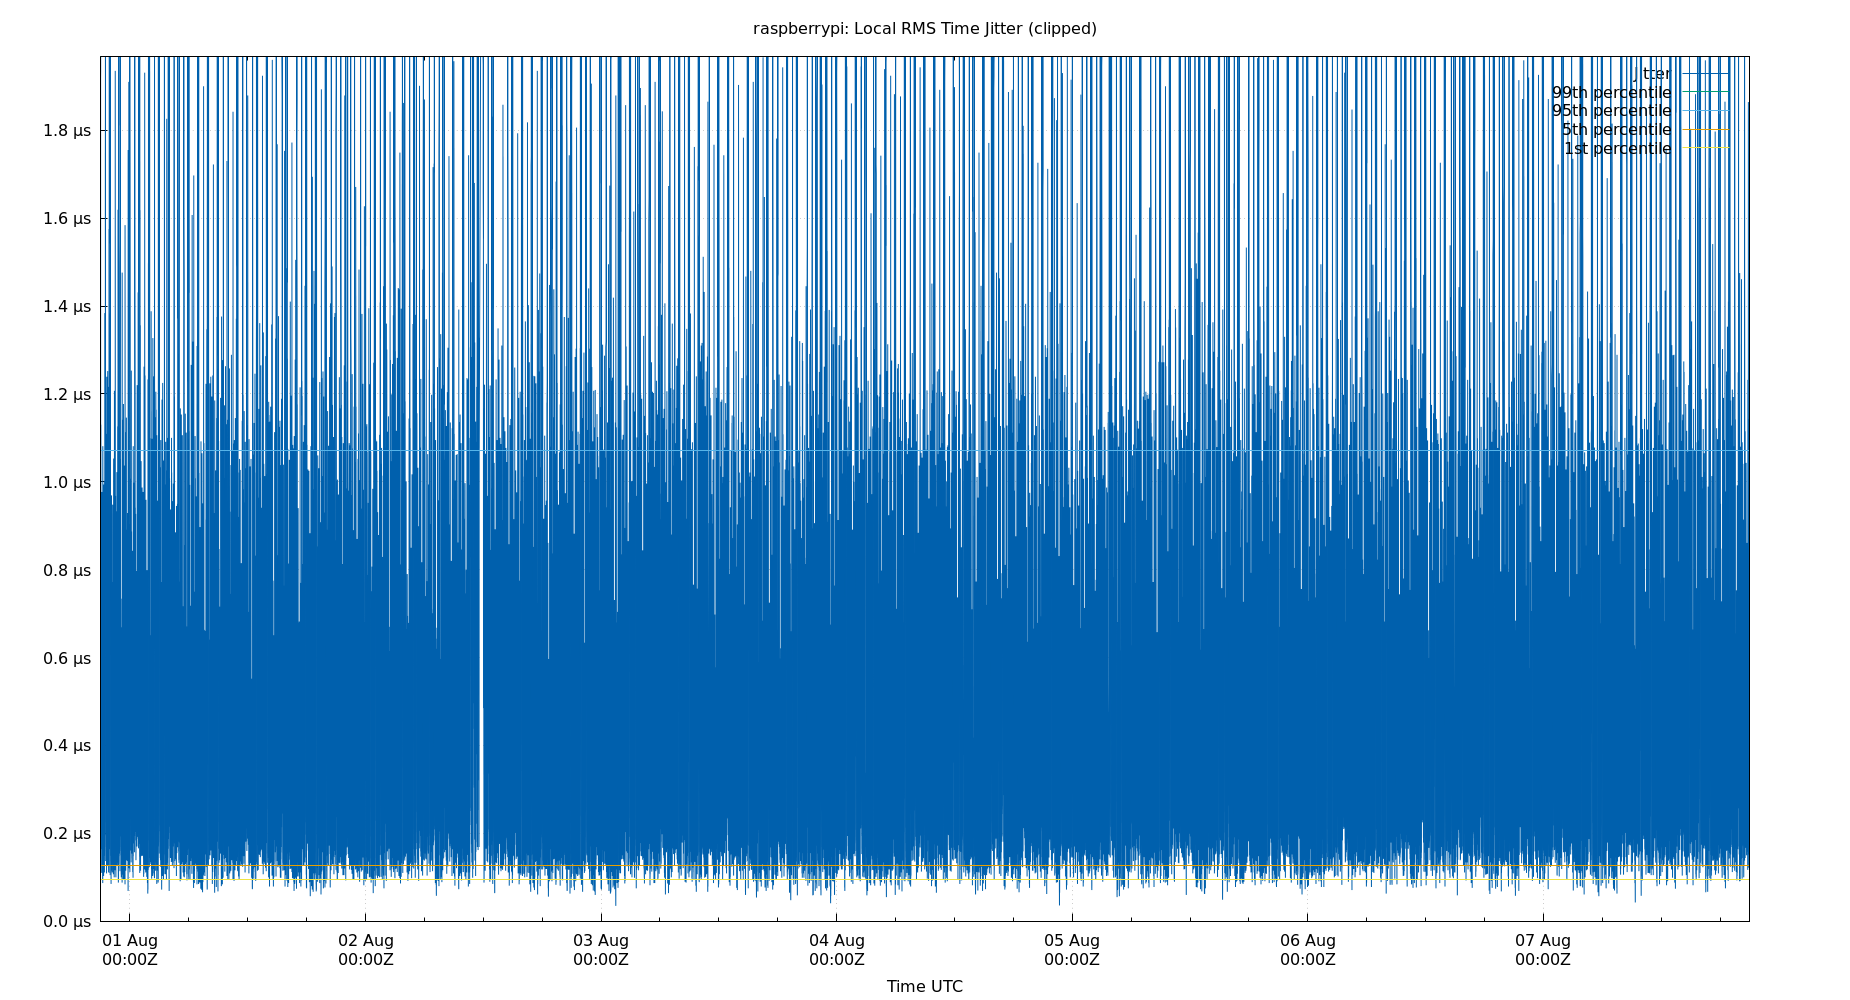 raspberrypi: Local RMS Time Jitter (clipped)
Jitter
99th percentile
95th percentile
5th percentile
1st percentile
1.8 µs
1.6 µs
1.4 µs
1.2 µs
1.0 µs
0.8 µs
0.6 µs
0.4 µs
0.2 µs
0.0 µs
01 Aug 02 Aug 03 Aug 04 Aug 05 Aug 06 Aug 07 Aug
00:00Z 00:00Z 00:00Z 00:00Z 00:00Z 00:00Z 00:00Z
Time UTC